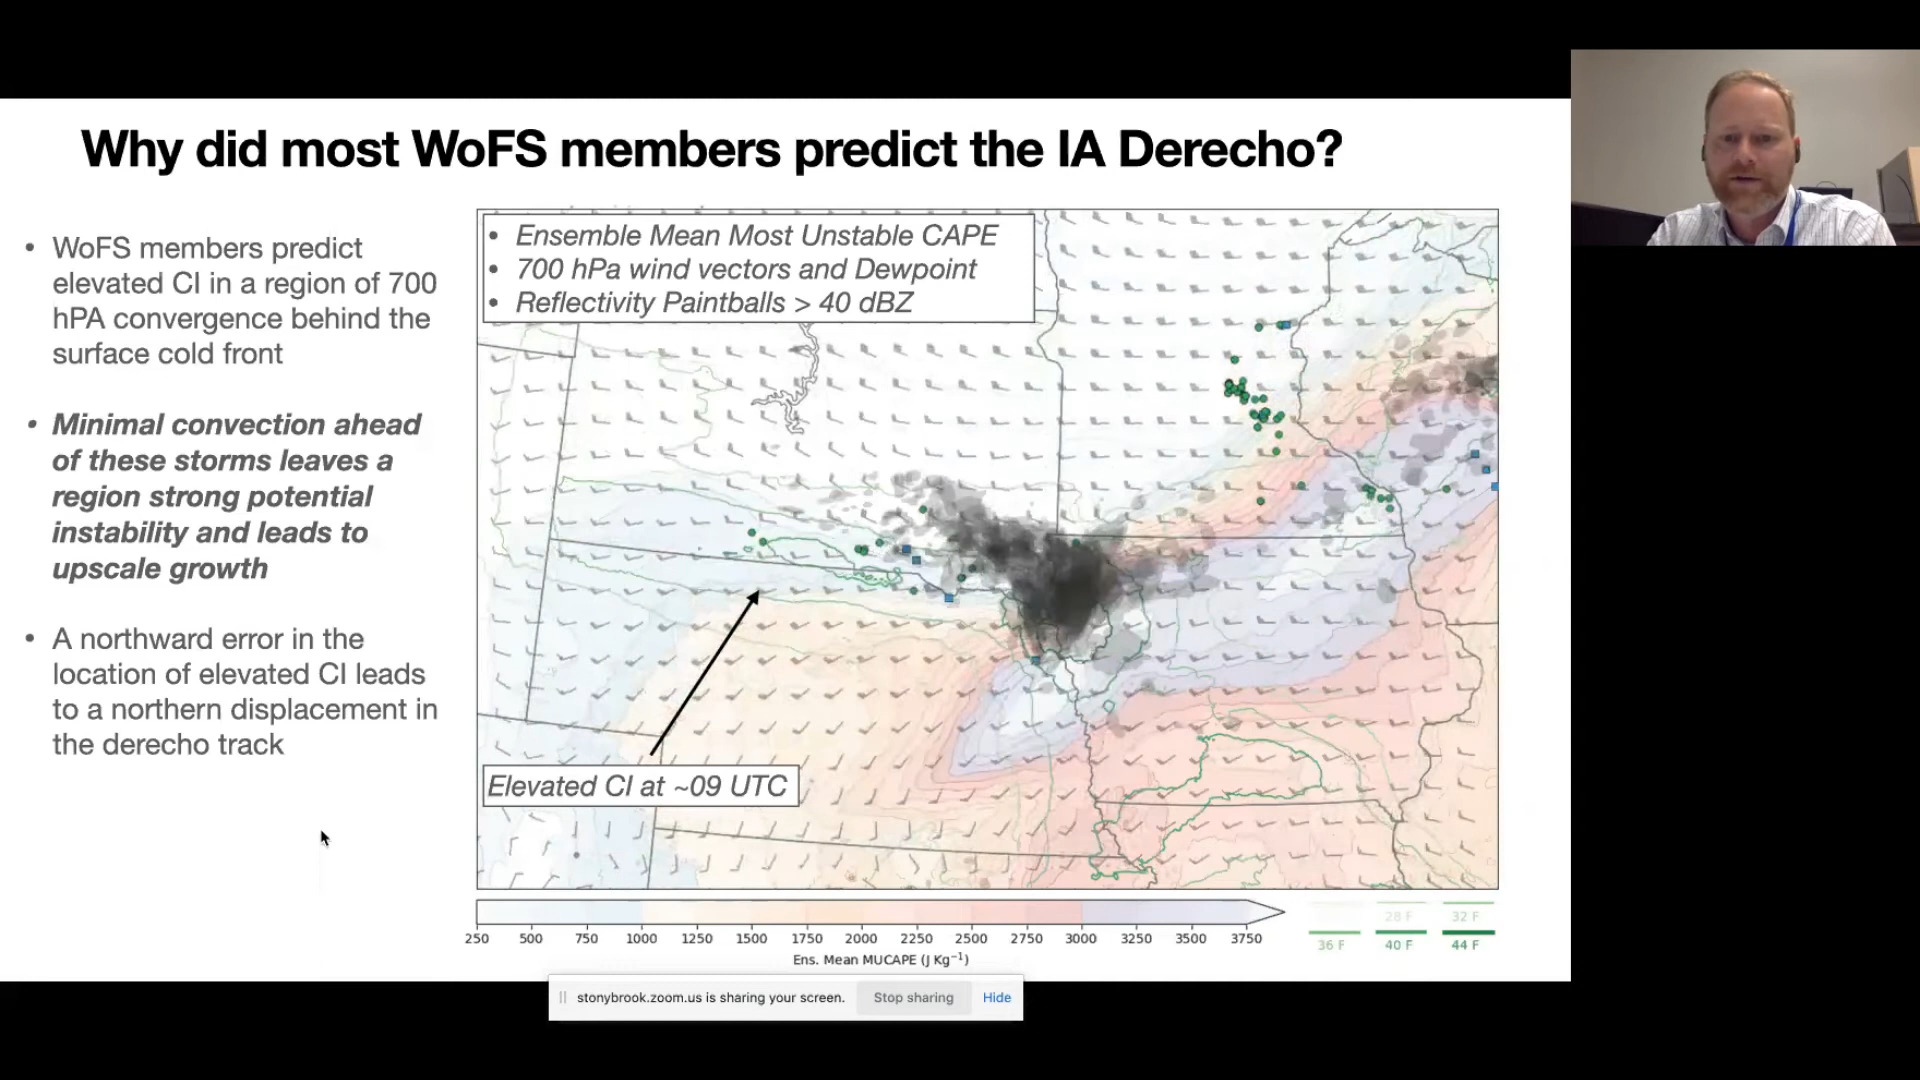 Why did most WoFS members predict the IA Derecho?
• WoFS members predict
elevated CI in a region of 700
hPA convergence behind the
surface cold front
• Minimal convection ahead
of these storms leaves a
region strong potential
instability and leads to
upscale growth
• A northward error in the
location of elevated CI leads
to a northern displacement in
the derecho track
• Ensemble Mean Most Unstable CAPE
• 700 hPa wind vectors and Dewpoint
• Reflectivity Paintballs > 40 dBZ
Elevated CI at ~09 UTC
250 500 750 1000 1250 1500 1750 2000 2250 2500 2750 3000 3250 3500 3750
Ens. Mean MUCAPE (J Kg⁻¹)
28 F 32 F
36 F 40 F 44 F
stonybrook.zoom.us is sharing your screen. Stop sharing Hide